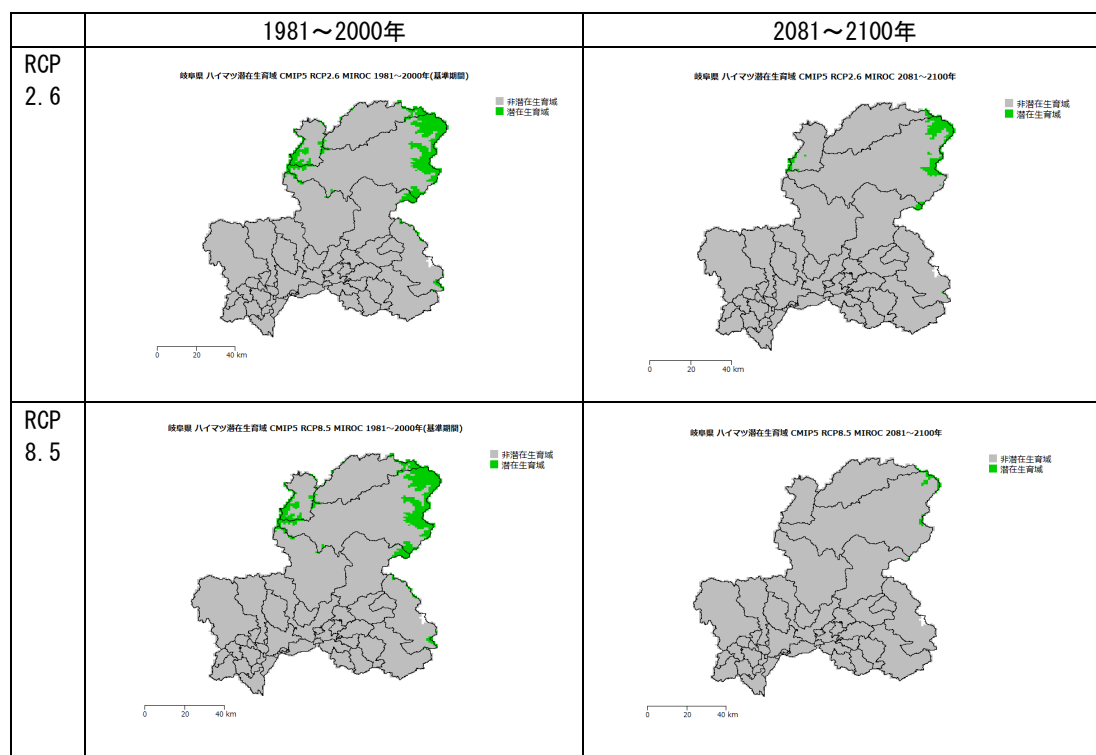 1981～2000年
2081～2100年
RCP
2.6
岐阜県 ハイマツ潜在生育域 CMIP5 RCP2.6 MIROC 1981～2000年(基準期間)
非潜在生育域
潜在生育域
0 20 40 km
岐阜県 ハイマツ潜在生育域 CMIP5 RCP2.6 MIROC 2081～2100年
非潜在生育域
潜在生育域
0 20 40 km
RCP
8.5
岐阜県 ハイマツ潜在生育域 CMIP5 RCP8.5 MIROC 1981～2000年(基準期間)
非潜在生育域
潜在生育域
0 20 40 km
岐阜県 ハイマツ潜在生育域 CMIP5 RCP8.5 MIROC 2081～2100年
非潜在生育域
潜在生育域
0 20 40 km